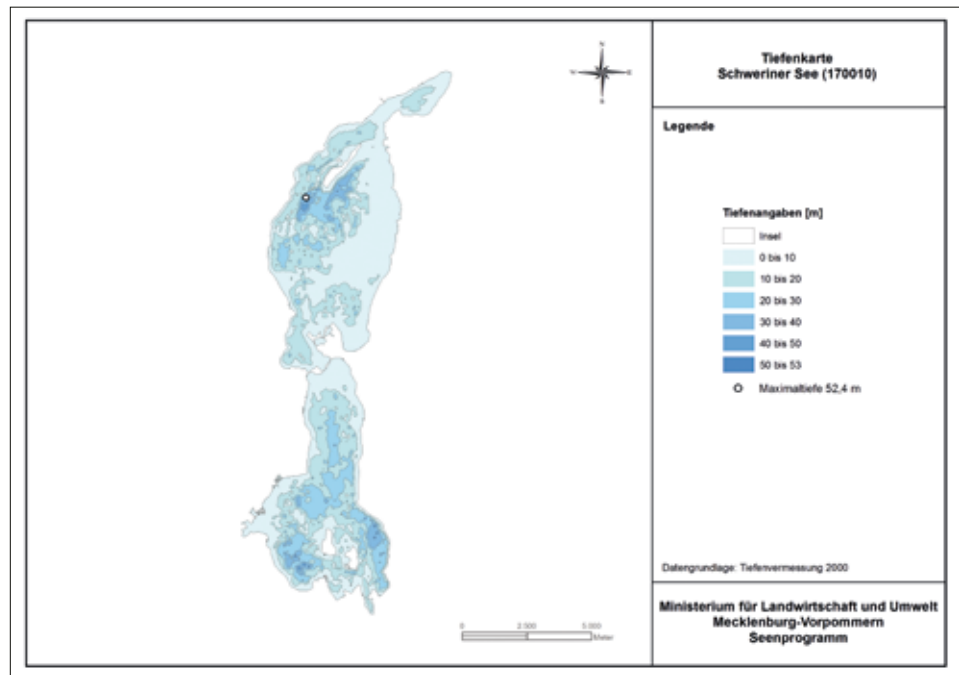 Tiefenkarte
Schweriner See (170010)
Legende
Tiefenangaben [m]
Insel
0 bis 10
10 bis 20
20 bis 30
30 bis 40
40 bis 50
50 bis 53
Maximaltiefe 52,4 m
Datengrundlage: Tiefenvermessung 2000
Ministerium für Landwirtschaft und Umwelt
Mecklenburg-Vorpommern
Seenprogramm
0 2.500 5.000
Meter